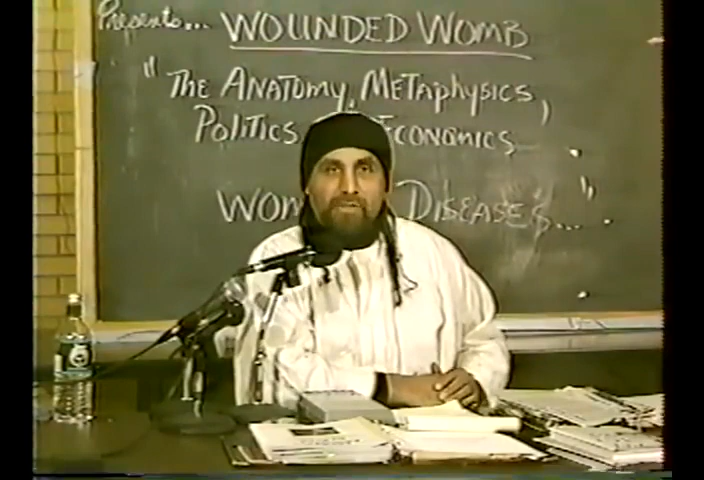 Presents...
WOUNDED WOMB
"THE ANATOMY, METAPHYSICS,
POLITICS ECONOMICS
DISEASES..."